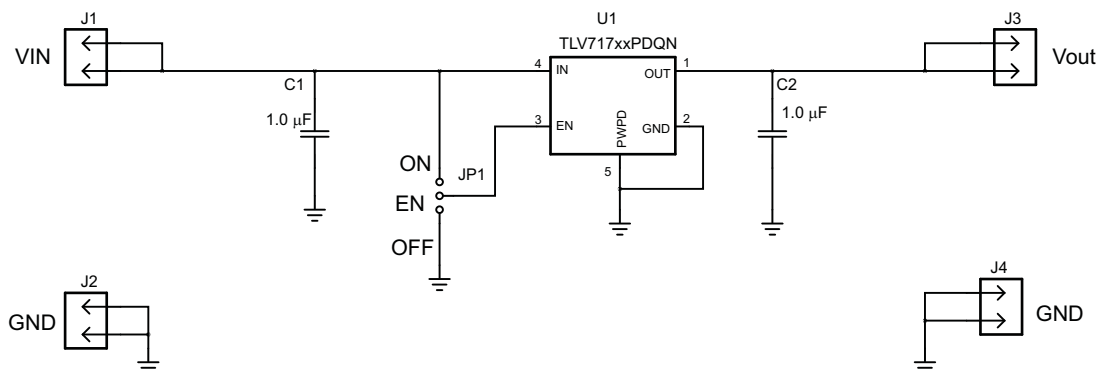 J1
U1
J3
VIN
TLV717xxPDQN
Vout
4
IN
OUT
1
C1
C2
1.0 μF
3
EN
PWPD
GND
2
1.0 μF
5
ON
JP1
EN
OFF
J2
J4
GND
GND